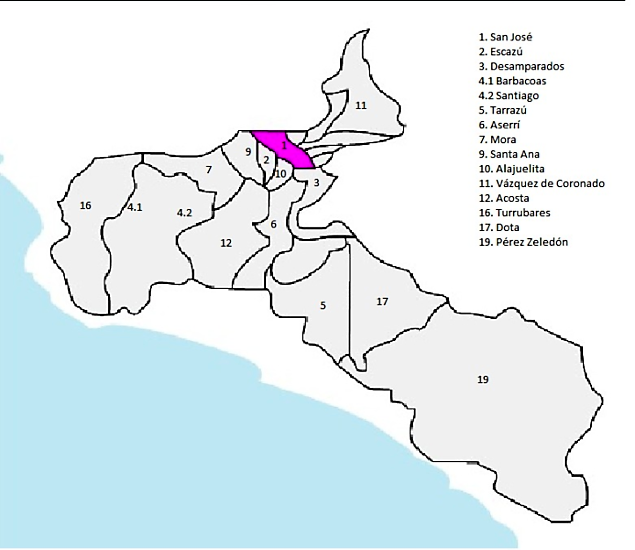 1. San José
2. Escazú
3. Desamparados
4.1 Barbacoas
4.2 Santiago
5. Tarrazú
6. Aserrí
7. Mora
9. Santa Ana
10. Alajuelita
11. Vázquez de Coronado
12. Acosta
16. Turrubares
17. Dota
19. Pérez Zeledón
11
1
9
2
10
7
3
16
4.1
4.2
6
12
5
17
19